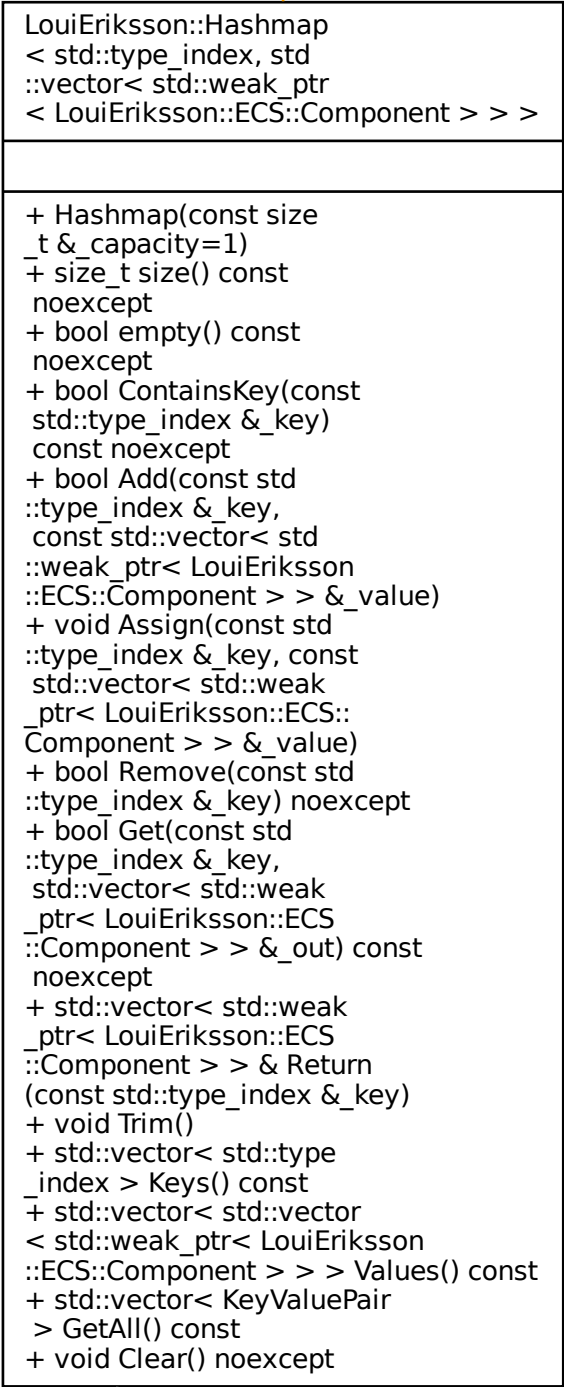 LouiEriksson::Hashmap
< std::type_index, std
::vector< std::weak_ptr
< LouiEriksson::ECS::Component > > >
+ Hashmap(const size
_t &_capacity=1)
+ size_t size() const
noexcept
+ bool empty() const
noexcept
+ bool ContainsKey(const
std::type_index &_key)
const noexcept
+ bool Add(const std
::type_index &_key,
const std::vector< std
::weak_ptr< LouiEriksson
::ECS::Component > > &_value)
+ void Assign(const std
::type_index &_key, const
std::vector< std::weak
_ptr< LouiEriksson::ECS::
Component > > &_value)
+ bool Remove(const std
::type_index &_key) noexcept
+ bool Get(const std
::type_index &_key,
std::vector< std::weak
_ptr< LouiEriksson::ECS
::Component > > &_out) const
noexcept
+ std::vector< std::weak
_ptr< LouiEriksson::ECS
::Component > > & Return
(const std::type_index &_key)
+ void Trim()
+ std::vector< std::type
_index > Keys() const
+ std::vector< std::vector
< std::weak_ptr< LouiEriksson
::ECS::Component > > > Values() const
+ std::vector< KeyValuePair
> GetAll() const
+ void Clear() noexcept